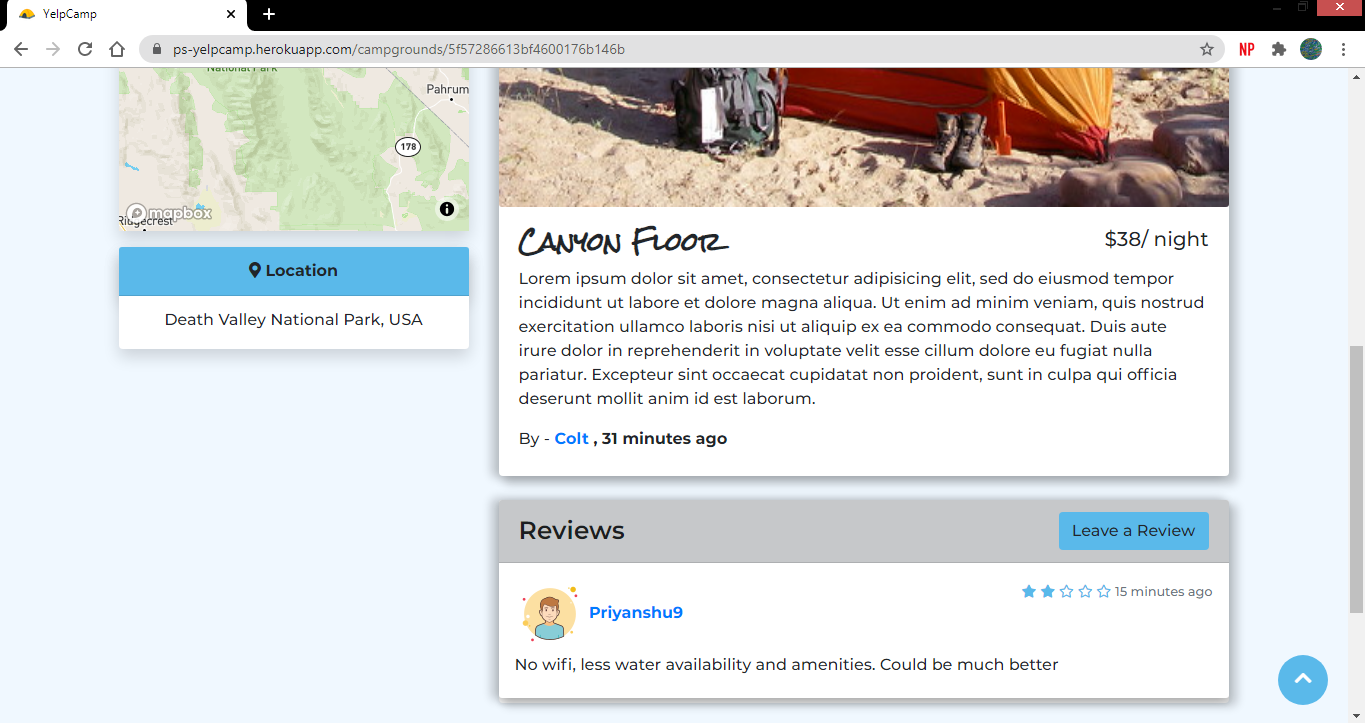 YelpCamp
ps-yelpcamp.herokuapp.com/campgrounds/5f57286613bf4600176b146b
NP
National Park
Pahrum
178
mapbox
Ridgecrest
Location
Death Valley National Park, USA
Canyon Floor
$38/ night
Lorem ipsum dolor sit amet, consectetur adipisicing elit, sed do eiusmod tempor
incididunt ut labore et dolore magna aliqua. Ut enim ad minim veniam, quis nostrud
exercitation ullamco laboris nisi ut aliquip ex ea commodo consequat. Duis aute
irure dolor in reprehenderit in voluptate velit esse cillum dolore eu fugiat nulla
pariatur. Excepteur sint occaecat cupidatat non proident, sunt in culpa qui officia
deserunt mollit anim id est laborum.
By - Colt , 31 minutes ago
Reviews
Leave a Review
15 minutes ago
Priyanshu9
No wifi, less water availability and amenities. Could be much better